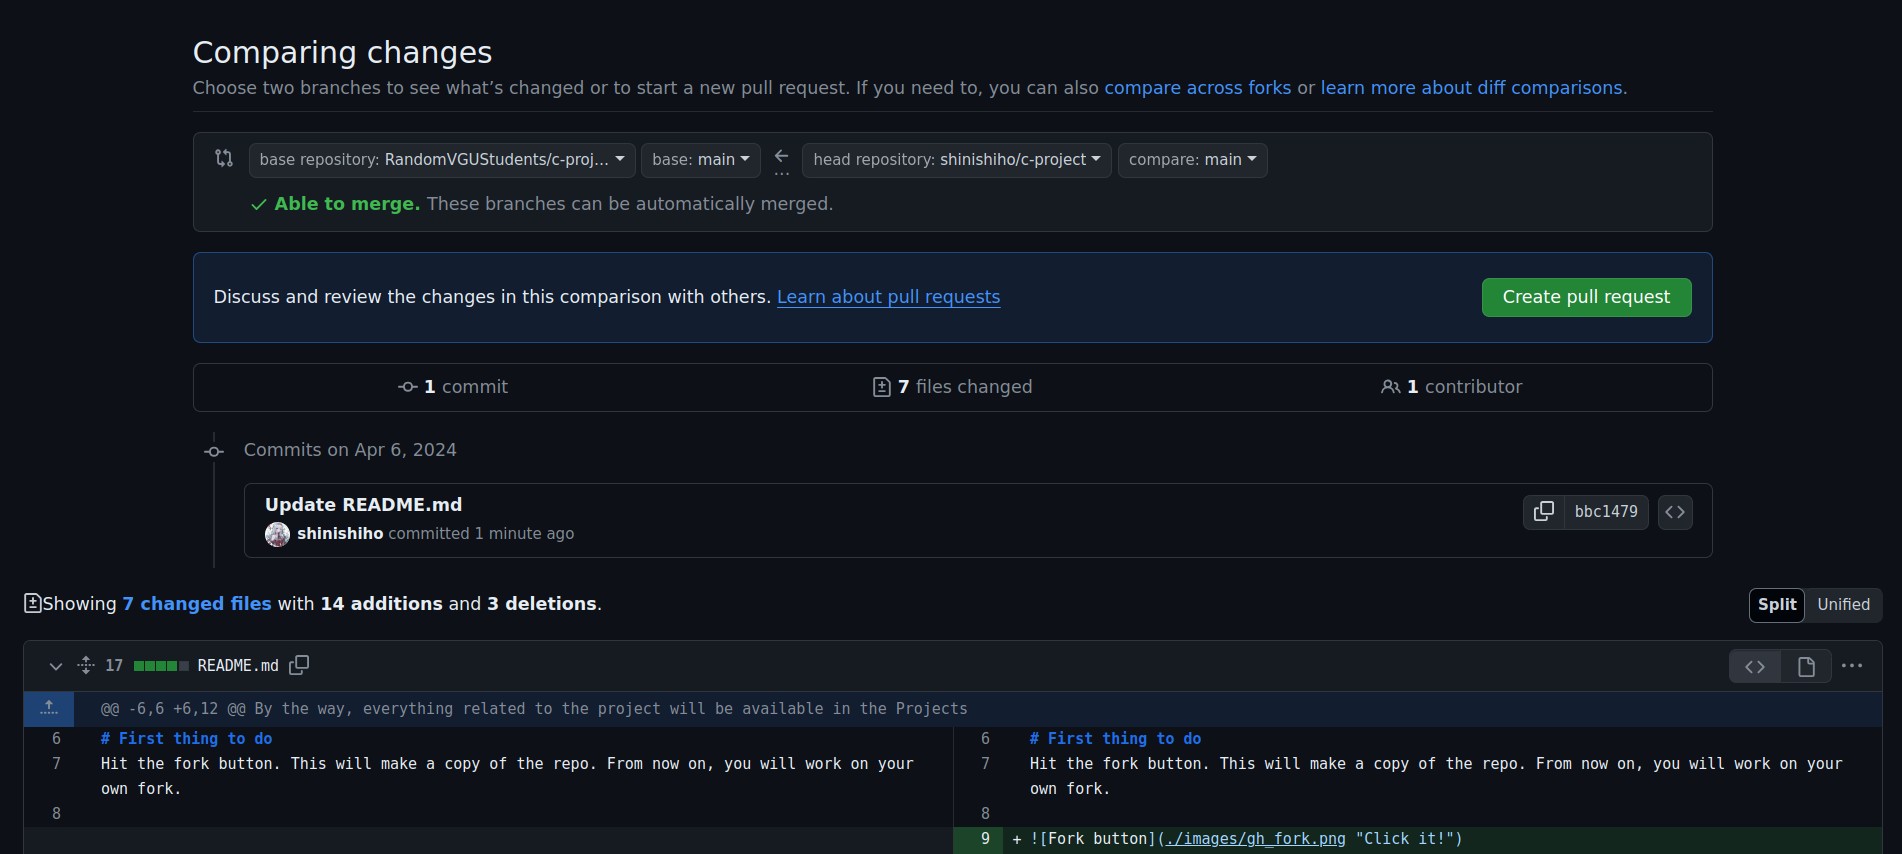 Comparing changes
Choose two branches to see what’s changed or to start a new pull request. If you need to, you can also compare across forks or learn more about diff comparisons.
base repository: RandomVGUStudents/c-proj... base: main ... head repository: shinishiho/c-project compare: main
Able to merge. These branches can be automatically merged.
Discuss and review the changes in this comparison with others. Learn about pull requests Create pull request
1 commit 7 files changed 1 contributor
Commits on Apr 6, 2024
Update README.md
bbc1479
shinishiho committed 1 minute ago
Showing 7 changed files with 14 additions and 3 deletions. Split Unified
17 README.md
@@ -6,6 +6,12 @@ By the way, everything related to the project will be available in the Projects
6 # First thing to do 6 # First thing to do
7 Hit the fork button. This will make a copy of the repo. From now on, you will work on your 7 Hit the fork button. This will make a copy of the repo. From now on, you will work on your
own fork. own fork.
8 8
9 + ![Fork button](./images/gh_fork.png "Click it!")